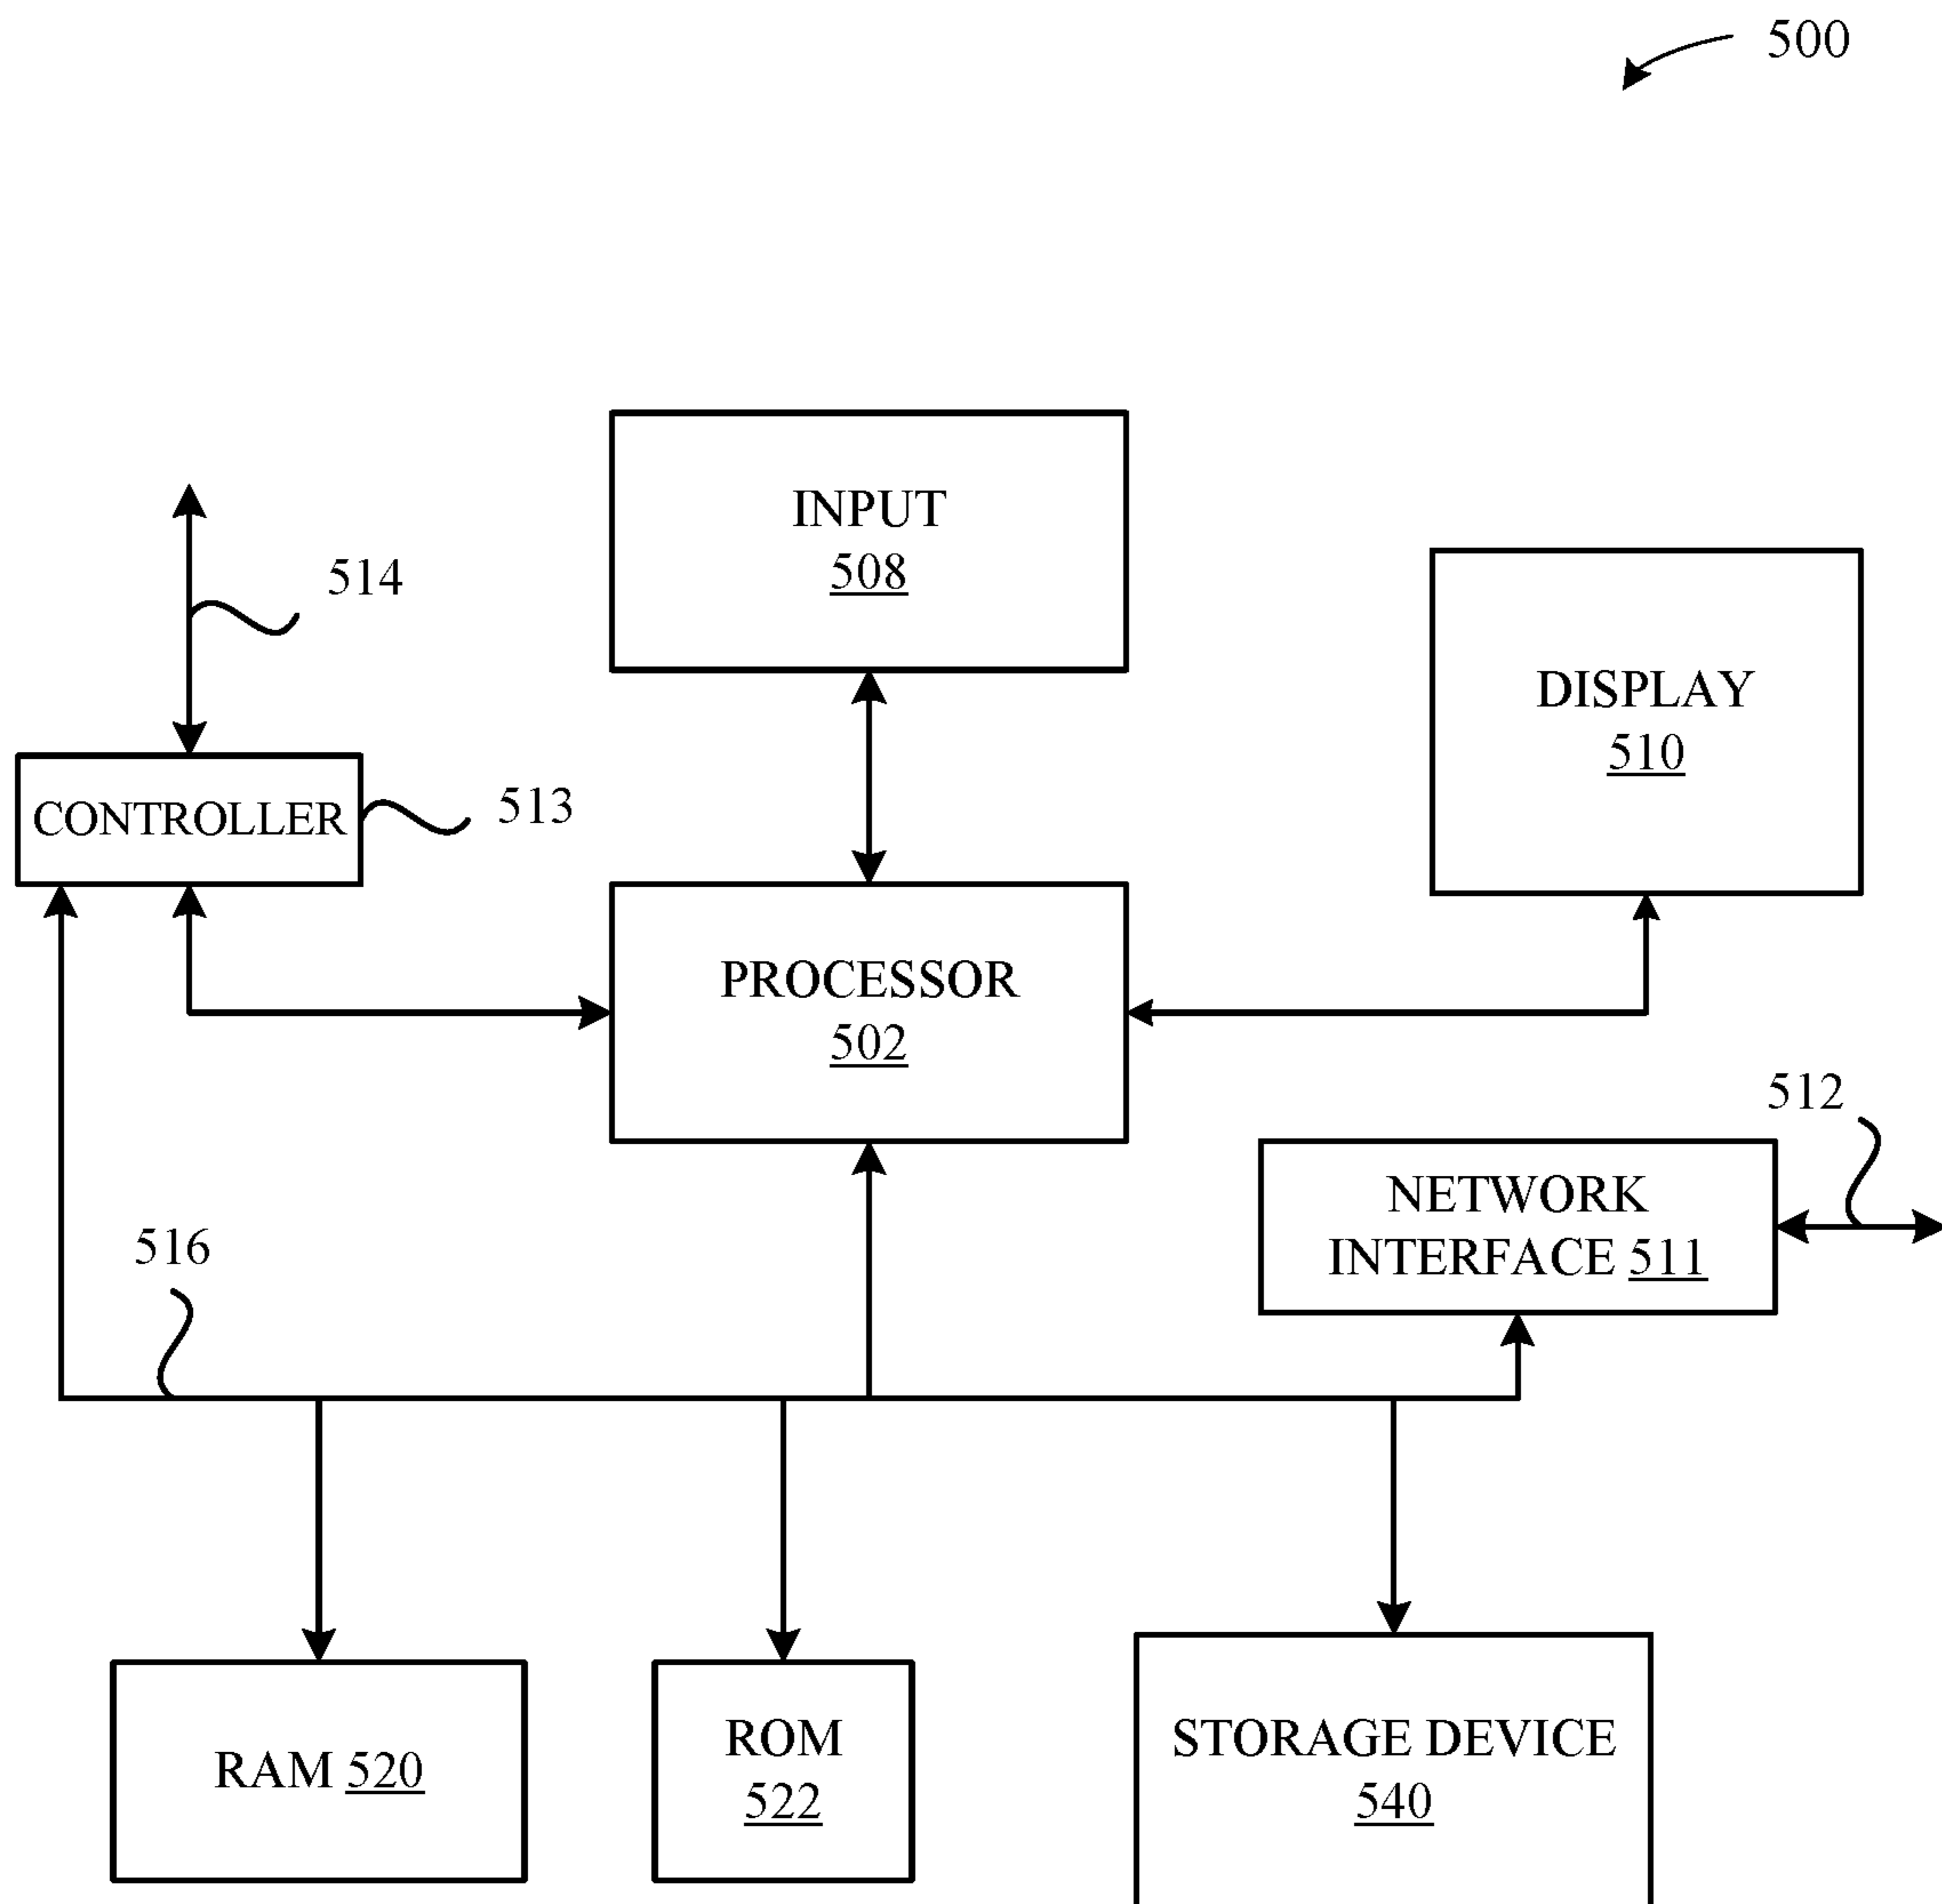 500
INPUT
508
514
DISPLAY
510
CONTROLLER
513
PROCESSOR
502
512
NETWORK
INTERFACE 511
516
RAM 520
ROM
522
STORAGE DEVICE
540